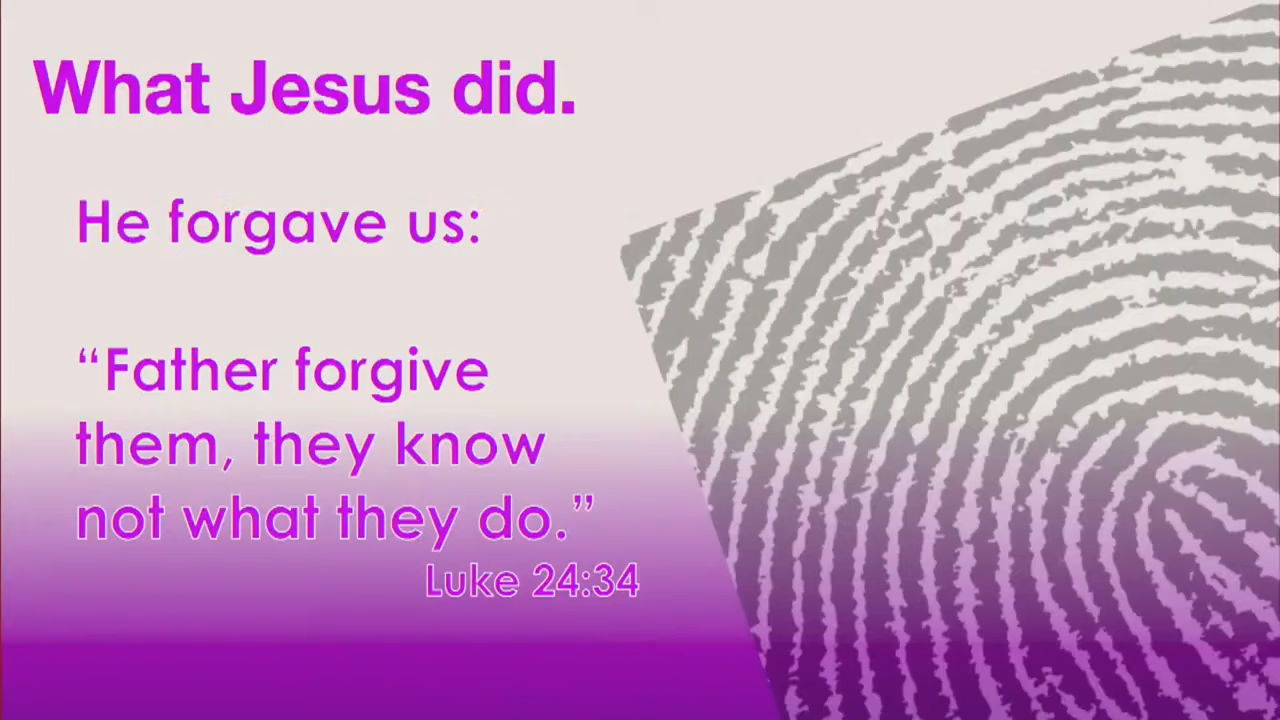 What Jesus did.
He forgave us:
“Father forgive
them, they know
not what they do.”
Luke 24:34